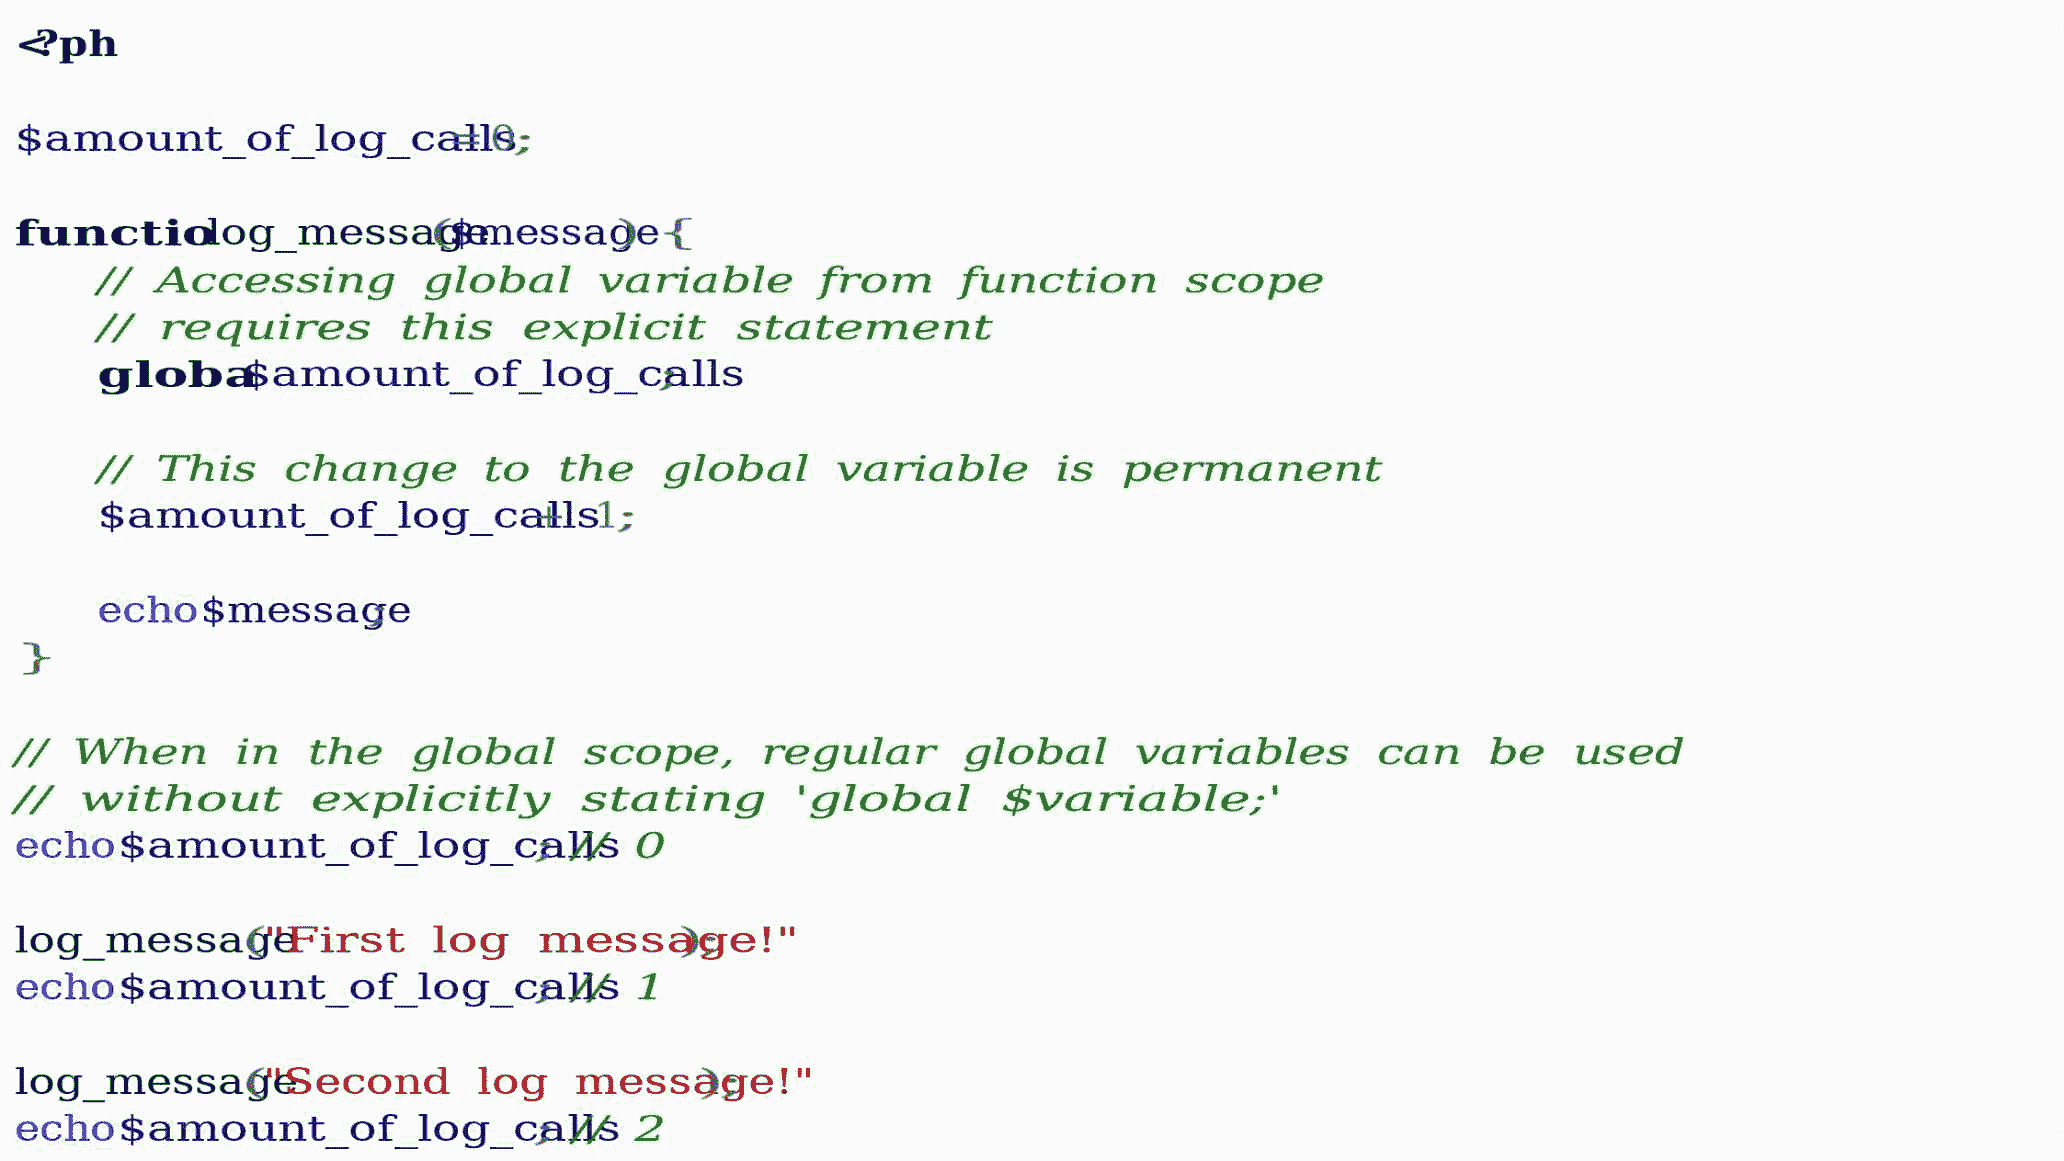 <?ph
$amount_of_log_calls = 0;
functio log_message($message) {
// Accessing global variable from function scope
// requires this explicit statement
globa $amount_of_log_calls;
// This change to the global variable is permanent
$amount_of_log_calls + 1;
echo $message;
}
// When in the global scope, regular global variables can be used
// without explicitly stating 'global $variable;'
echo $amount_of_log_calls; // 0
log_message("First log message!");
echo $amount_of_log_calls; // 1
log_message("Second log message!");
echo $amount_of_log_calls; // 2